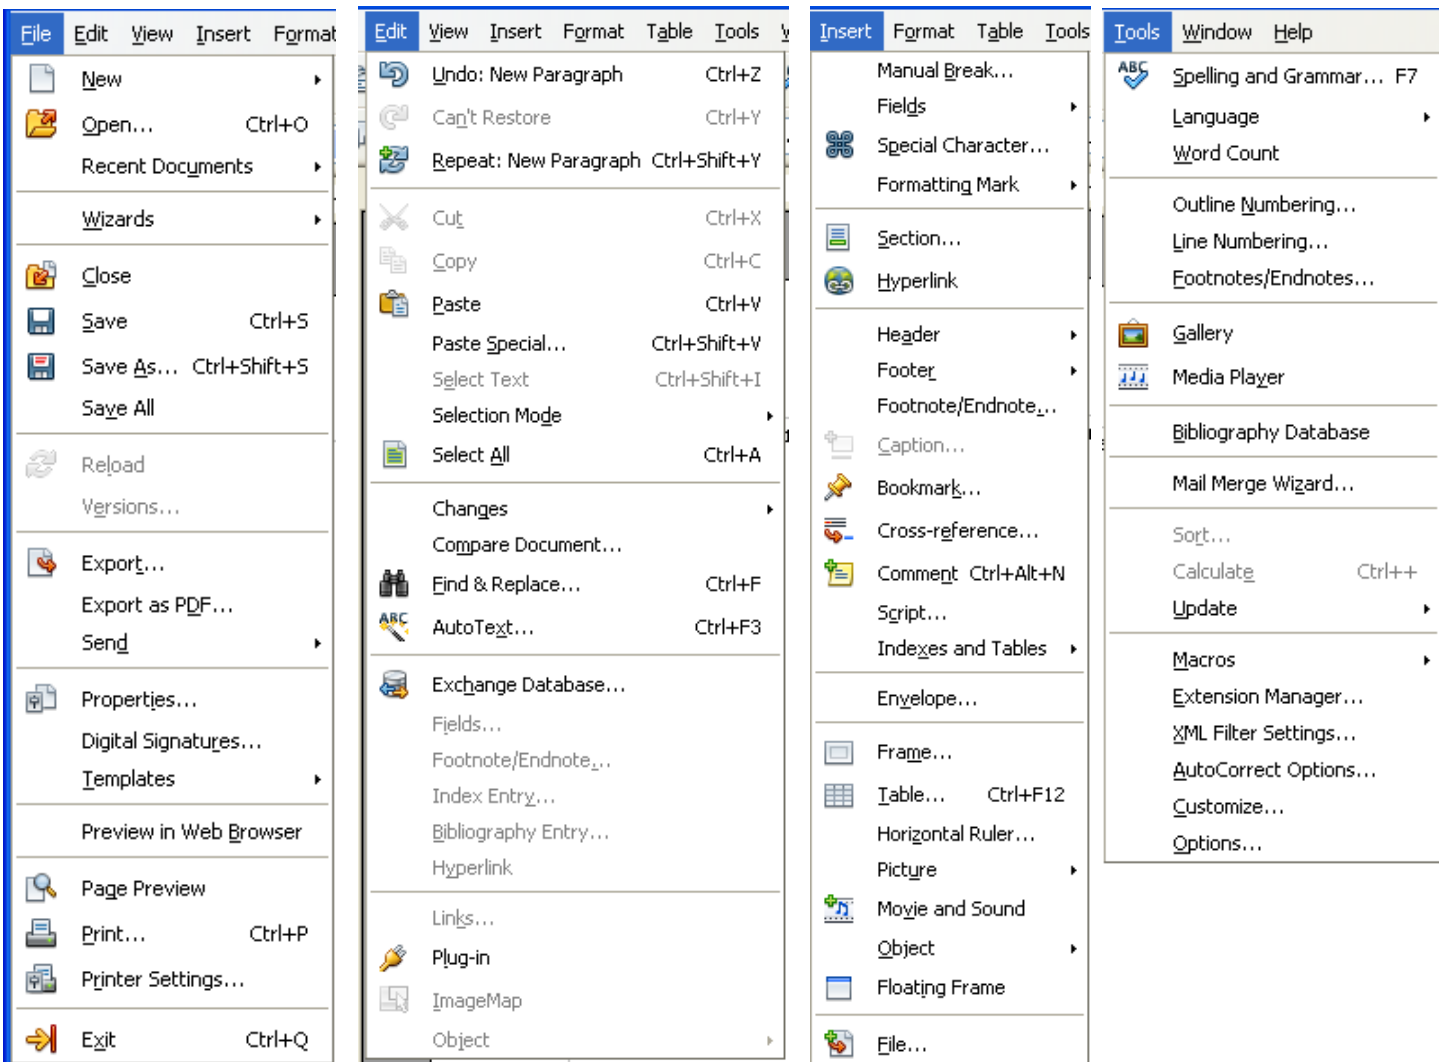 File Edit View Insert Format
New
Open... Ctrl+O
Recent Documents
Wizards
Close
Save Ctrl+S
Save As... Ctrl+Shift+S
Save All
Reload
Versions...
Export...
Export as PDF...
Send
Properties...
Digital Signatures...
Templates
Preview in Web Browser
Page Preview
Print... Ctrl+P
Printer Settings...
Exit Ctrl+Q
Edit View Insert Format Table Tools
Undo: New Paragraph Ctrl+Z
Can't Restore Ctrl+Y
Repeat: New Paragraph Ctrl+Shift+Y
Cut Ctrl+X
Copy Ctrl+C
Paste Ctrl+V
Paste Special... Ctrl+Shift+V
Select Text Ctrl+Shift+I
Selection Mode
Select All Ctrl+A
Changes
Compare Document...
Find & Replace... Ctrl+F
ABC AutoText... Ctrl+F3
Exchange Database...
Fields...
Footnote/Endnote...
Index Entry...
Bibliography Entry...
Hyperlink
Links...
Plug-in
ImageMap
Object
Insert Format Table Tools
Manual Break...
Fields
Special Character...
Formatting Mark
Section...
Hyperlink
Header
Footer
Footnote/Endnote...
Caption...
Bookmark...
Cross-reference...
Comment Ctrl+Alt+N
Script...
Indexes and Tables
Envelope...
Frame...
Table... Ctrl+F12
Horizontal Ruler...
Picture
Movie and Sound
Object
Floating Frame
File...
Tools Window Help
ABC Spelling and Grammar... F7
Language
Word Count
Outline Numbering...
Line Numbering...
Footnotes/Endnotes...
Gallery
Media Player
Bibliography Database
Mail Merge Wizard...
Sort...
Calculate Ctrl++
Update
Macros
Extension Manager...
XML Filter Settings...
AutoCorrect Options...
Customize...
Options...